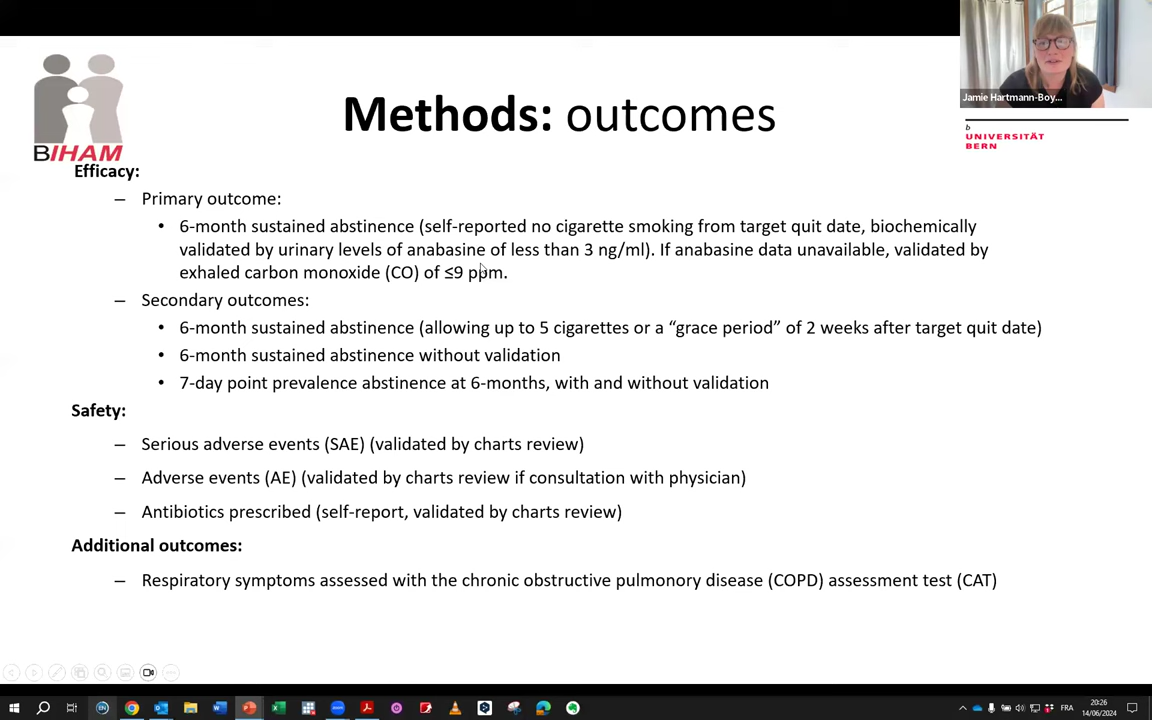 Jamie Hartmann-Boy...
BIHAM
Methods: outcomes
b
UNIVERSITÄT
BERN
Efficacy:
– Primary outcome:
• 6-month sustained abstinence (self-reported no cigarette smoking from target quit date, biochemically
validated by urinary levels of anabasine of less than 3 ng/ml). If anabasine data unavailable, validated by
exhaled carbon monoxide (CO) of ≤9 ppm.
– Secondary outcomes:
• 6-month sustained abstinence (allowing up to 5 cigarettes or a “grace period” of 2 weeks after target quit date)
• 6-month sustained abstinence without validation
• 7-day point prevalence abstinence at 6-months, with and without validation
Safety:
– Serious adverse events (SAE) (validated by charts review)
– Adverse events (AE) (validated by charts review if consultation with physician)
– Antibiotics prescribed (self-report, validated by charts review)
Additional outcomes:
– Respiratory symptoms assessed with the chronic obstructive pulmonary disease (COPD) assessment test (CAT)
EN
FRA
20:26
14/06/2024